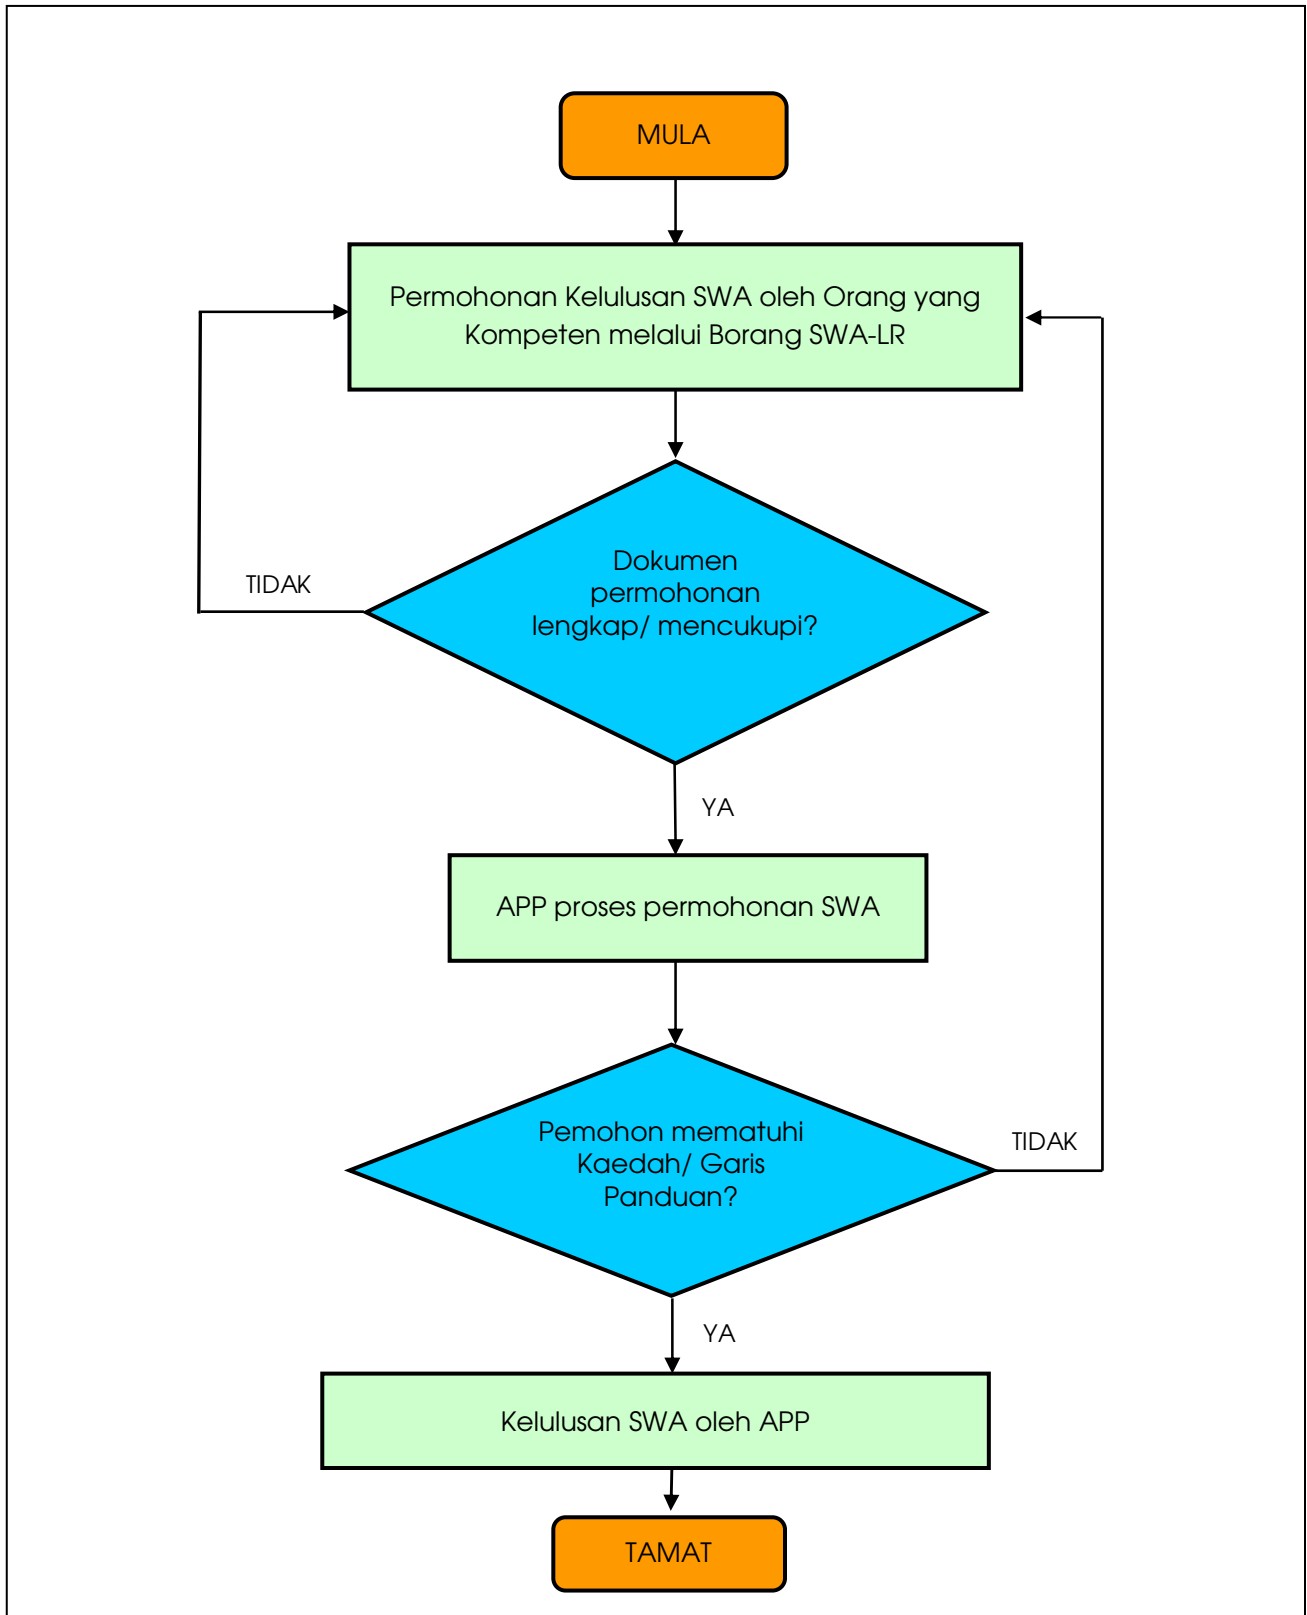 MULA
Permohonan Kelulusan SWA oleh Orang yang
Kompeten melalui Borang SWA-LR
Dokumen
permohonan
lengkap/ mencukupi?
TIDAK
YA
APP proses permohonan SWA
Pemohon mematuhi
Kaedah/ Garis
Panduan?
TIDAK
YA
Kelulusan SWA oleh APP
TAMAT